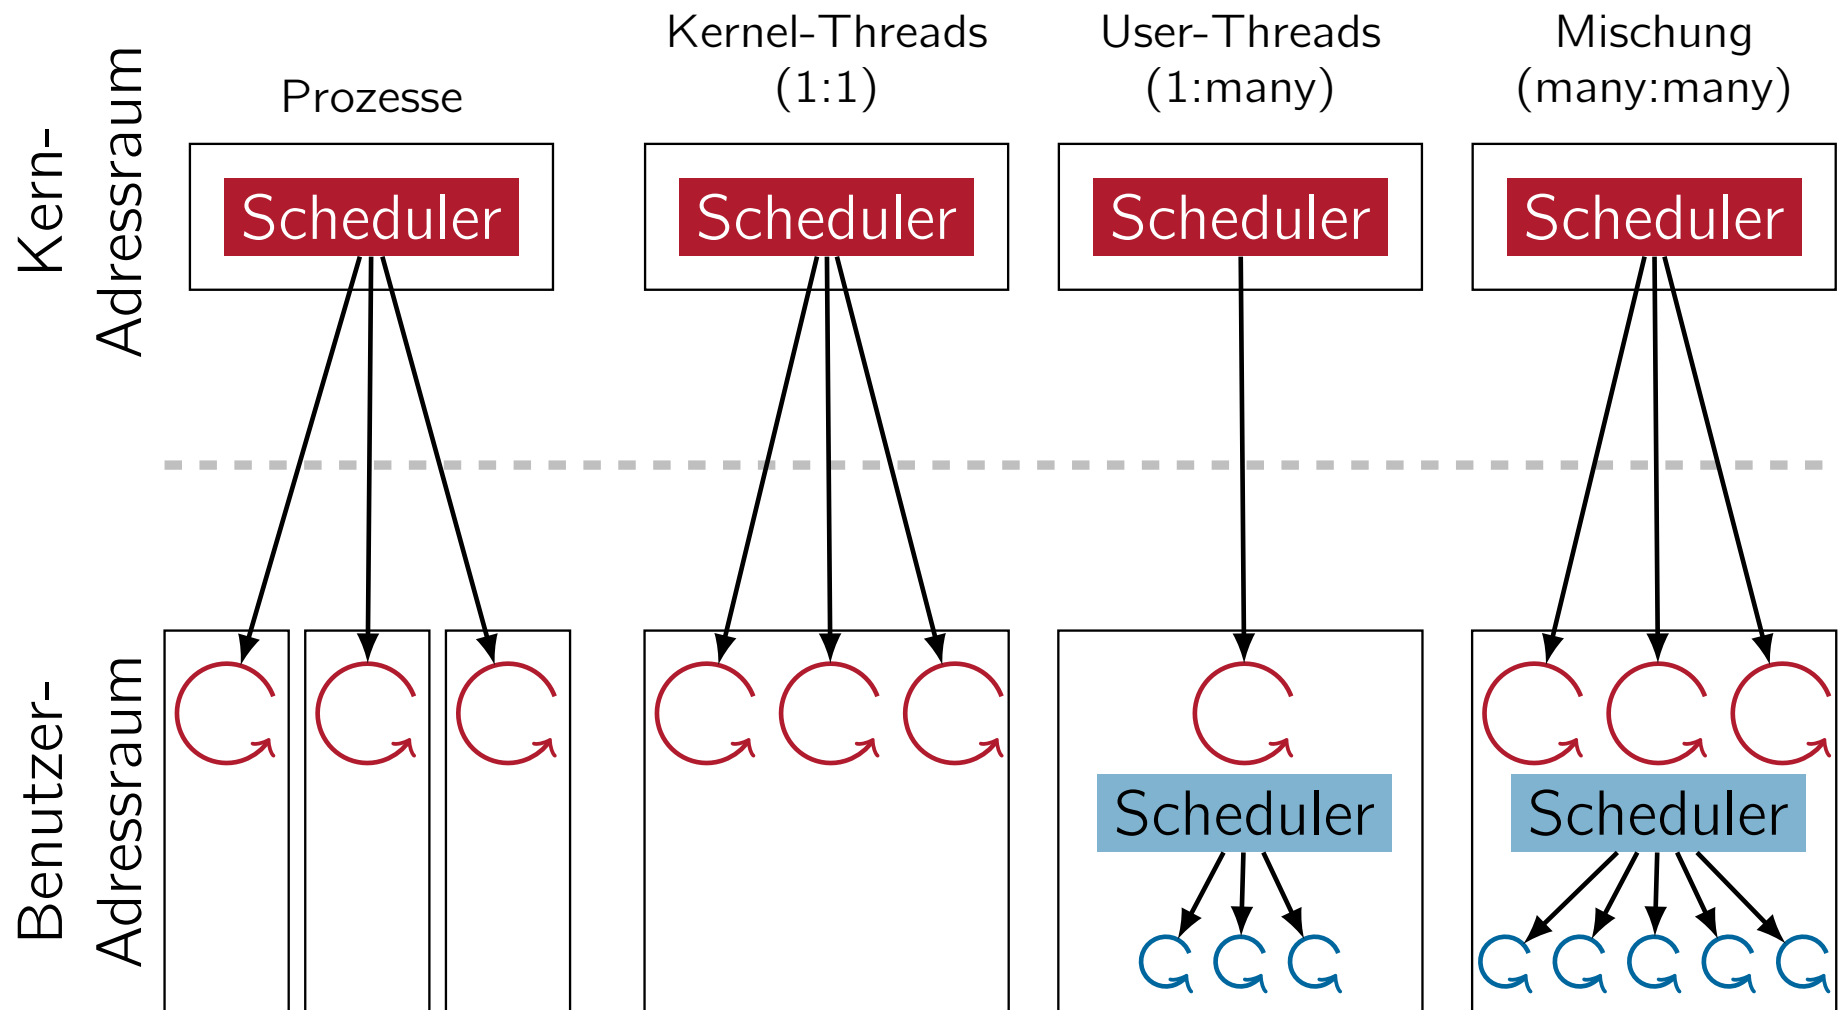 Kern-
Adressraum
Prozesse
Kernel-Threads
(1:1)
User-Threads
(1:many)
Mischung
(many:many)
Scheduler
Scheduler
Scheduler
Scheduler
Benutzer-
Adressraum
Scheduler
Scheduler